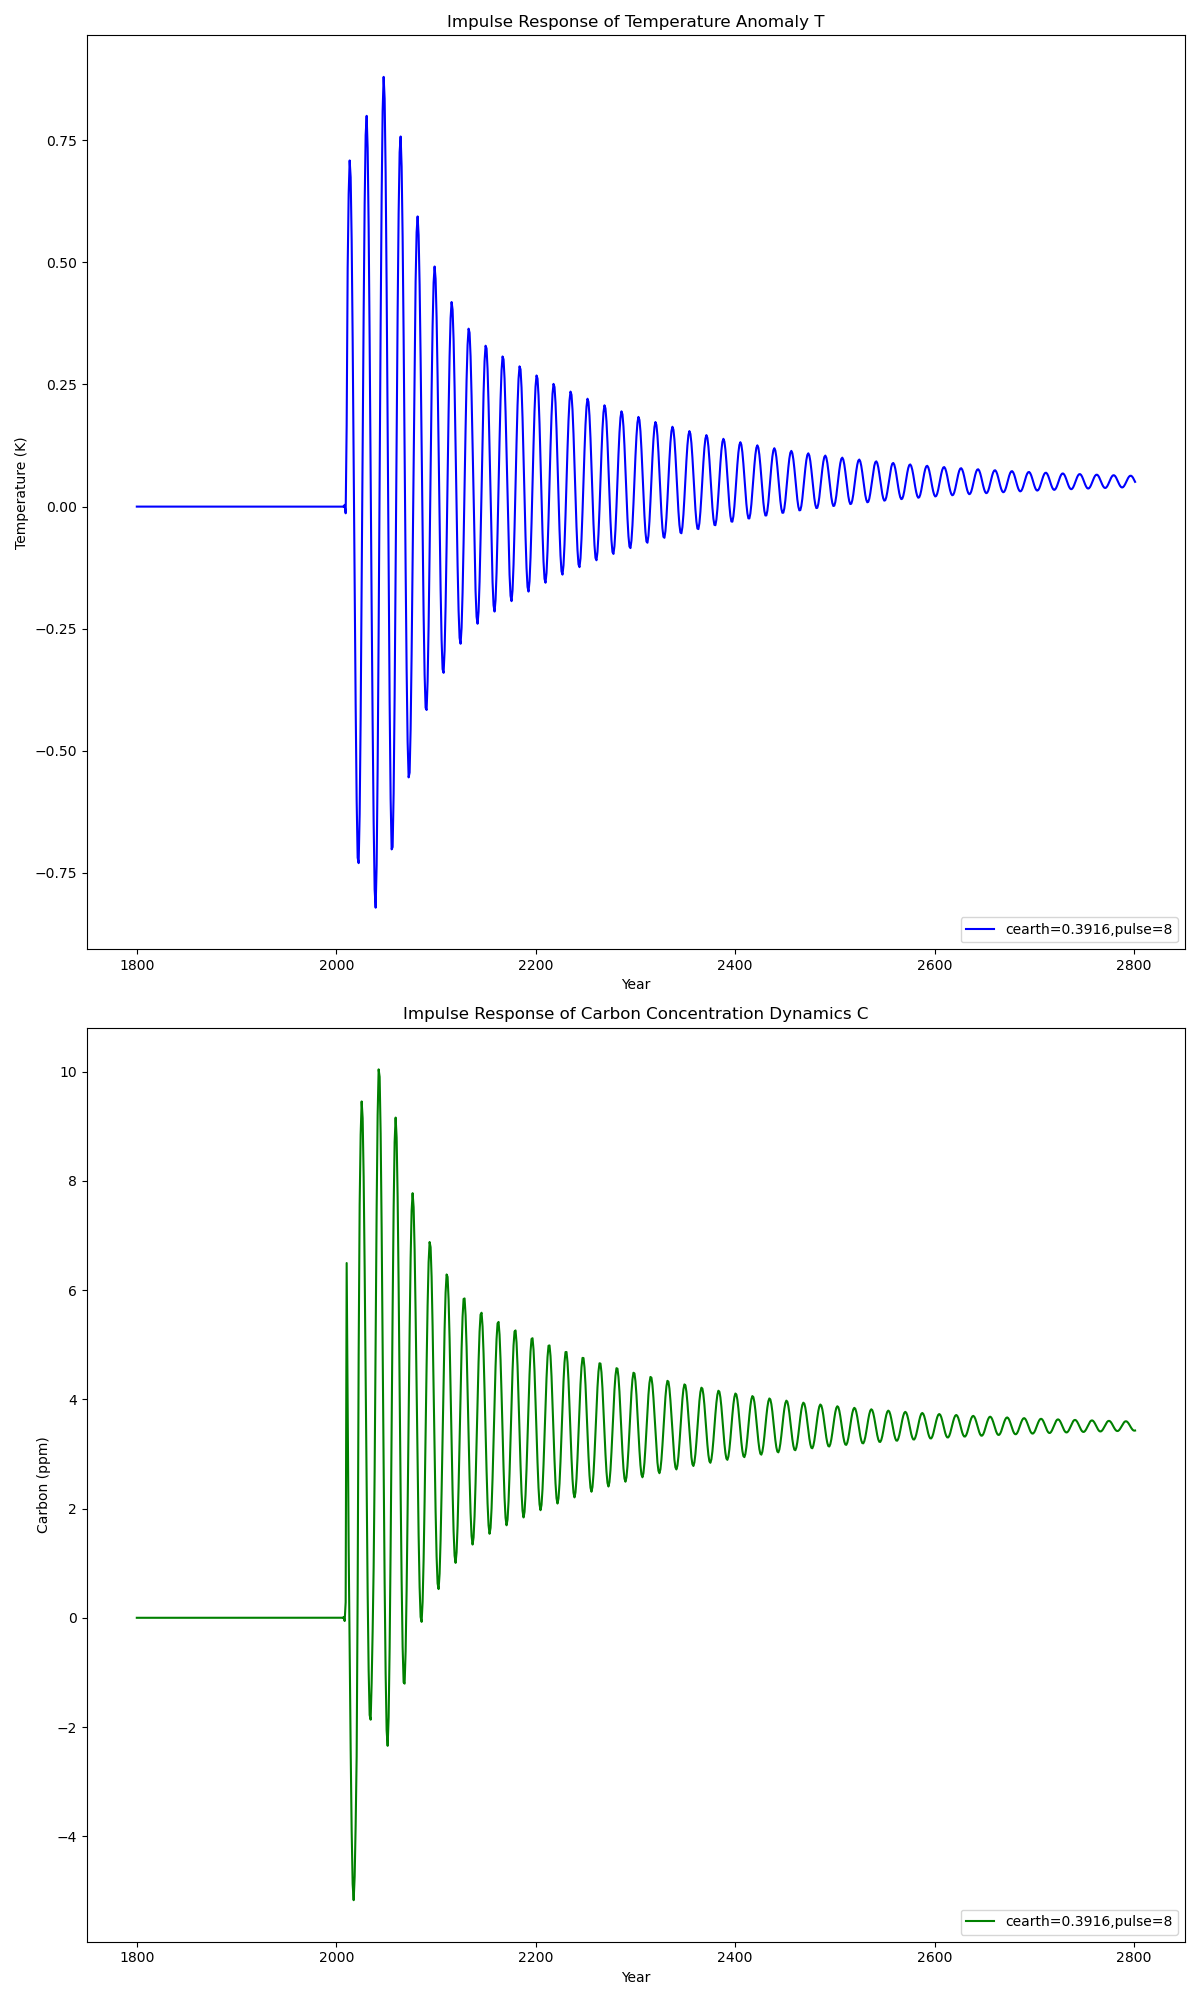 Impulse Response of Temperature Anomaly T
Temperature (K)
0.75
0.50
0.25
0.00
−0.25
−0.50
−0.75
cearth=0.3916,pulse=8
1800 2000 2200 2400 2600 2800
Year
Impulse Response of Carbon Concentration Dynamics C
Carbon (ppm)
10
8
6
4
2
0
−2
−4
cearth=0.3916,pulse=8
1800 2000 2200 2400 2600 2800
Year